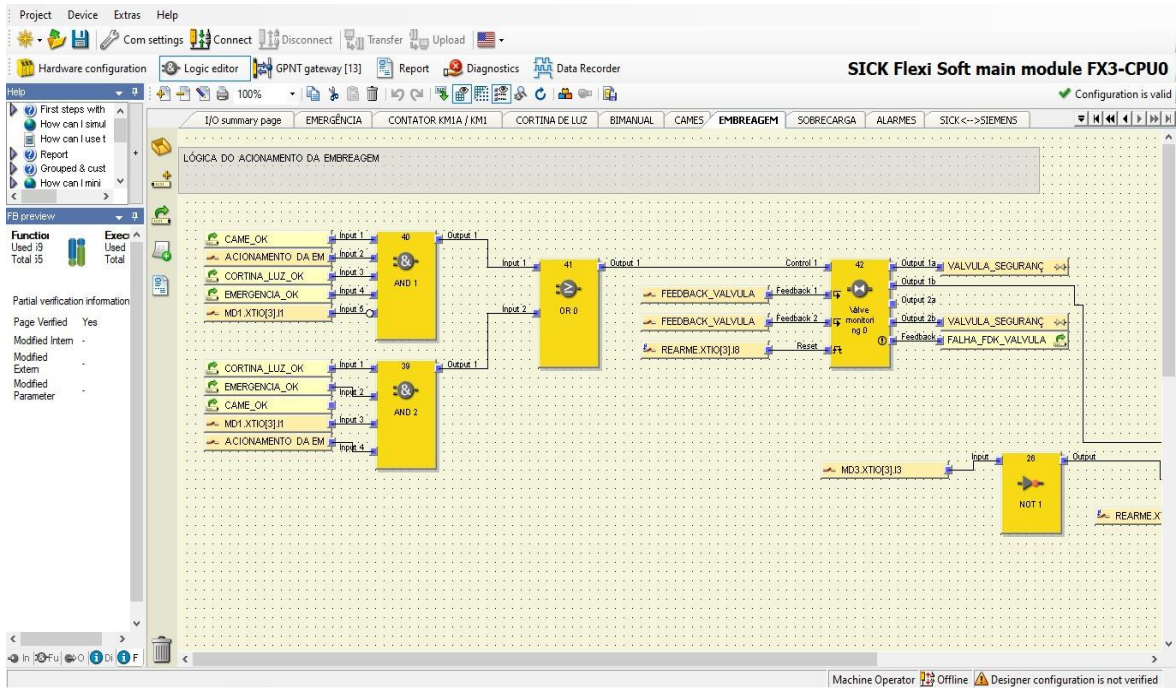 Project Device Extras Help
Com settings Connect Disconnect Transfer Upload
Hardware configuration Logic editor GPNT gateway [13] Report Diagnostics Data Recorder SICK Flexi Soft main module FX3-CPU0
Help 100% Configuration is valid
First steps with
How can I simul
How can I use t
Report
Grouped & cust
How can I mini
I/O summary page EMERGÊNCIA CONTATOR KM1A / KM1 CORTINA DE LUZ BIMANUAL CAMES EMBREAGEM SOBRECARGA ALARMES SICK<-->SIEMENS
LÓGICA DO ACIONAMENTO DA EMBREAGEM
FB preview
Function Exec
Used i9 Used
Total i5 Total
Partial verification information
Page Verified Yes
Modified Intern -
Modified Extern -
Modified Parameter -
CAME_OK Input 1 40 Output 1
ACIONAMENTO DA EM Input 2
CORTINA_LUZ_OK Input 3 AND 1
EMERGENCIA_OK Input 4
MD1.XTIO[3].I1 Input 5
Input 1 41 Output 1
Input 2 OR 0
Control 1 42 Output 1a VALVULA_SEGURANÇ
FEEDBACK_VALVULA Feedback 1 Output 1b
Valve monitori ng 0 Output 2a
FEEDBACK_VALVULA Feedback 2 Output 2b VALVULA_SEGURANÇ
REARME.XTIO[3].I8 Reset Feedback FALHA_FDK_VALVULA
CORTINA_LUZ_OK Input 1 39 Output 1
EMERGENCIA_OK Input 2
CAME_OK AND 2
MD1.XTIO[3].I1 Input 3
ACIONAMENTO DA EM Input 4
MD3.XTIO[3].I3 Input 26 Output
NOT 1
REARME.X
In Fu O Di F
Machine Operator Offline Designer configuration is not verified